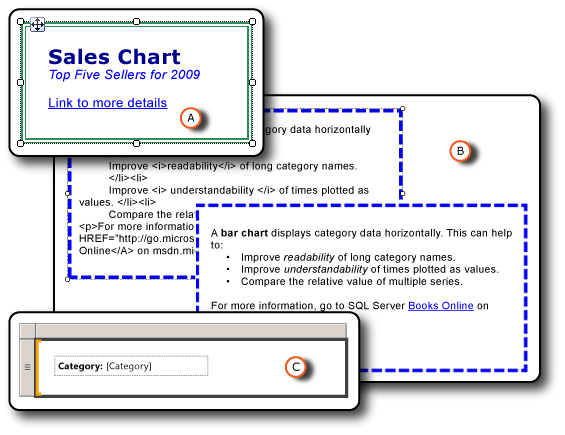 Sales Chart
Top Five Sellers for 2009
Link to more details
A
B
gory data horizontally
Improve <i>readability</i> of long category names.
</li><li>
Improve <i> understandability </i> of times plotted as
values. </li><li>
Compare the rela
<p>For more informatio
HREF="http://go.micros
Online</A> on msdn.mi
A bar chart displays category data horizontally. This can help
to:
• Improve readability of long category names.
• Improve understandability of times plotted as values.
• Compare the relative value of multiple series.
For more information, go to SQL Server Books Online on
Category: [Category]
C